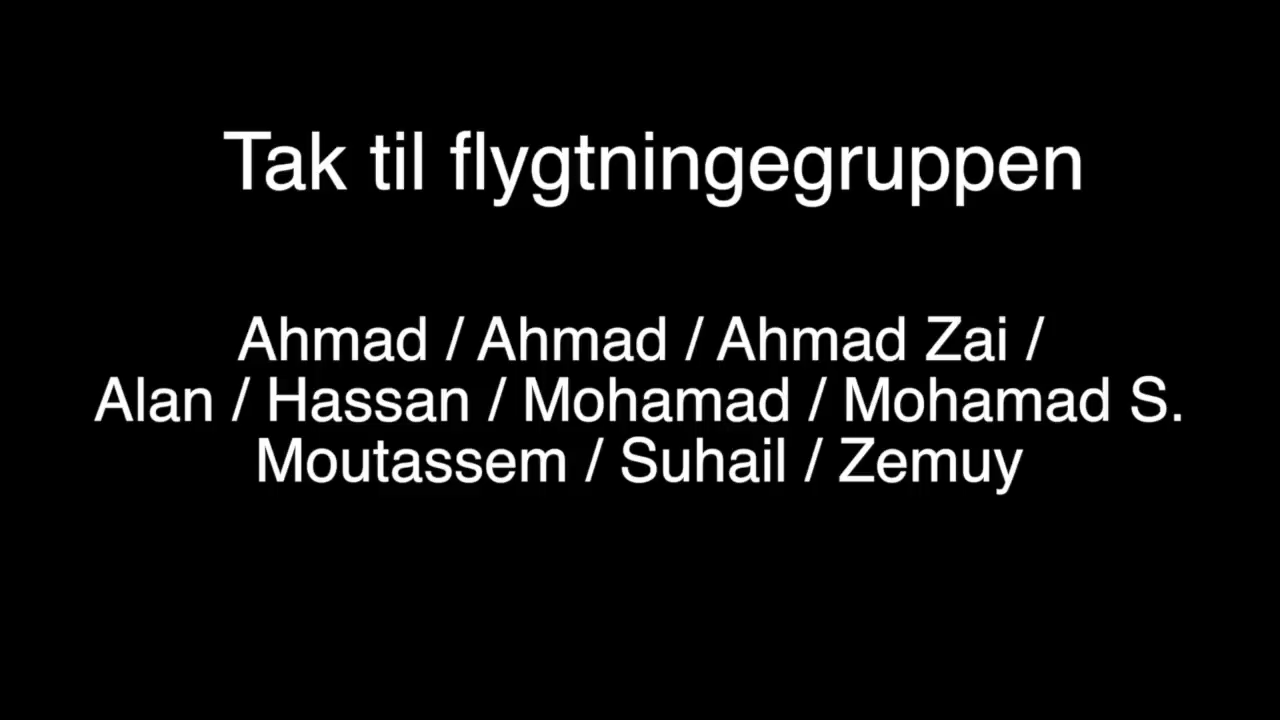 Tak til flygtningegruppen
Ahmad / Ahmad / Ahmad Zai /
Alan / Hassan / Mohamad / Mohamad S.
Moutassem / Suhail / Zemuy